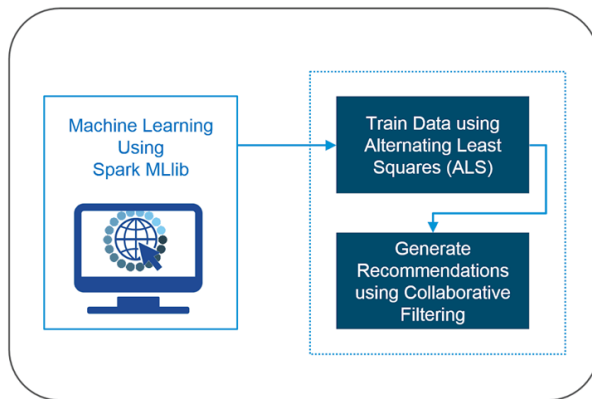 Machine Learning
Using
Spark MLlib
Train Data using
Alternating Least
Squares (ALS)
Generate
Recommendations
using Collaborative
Filtering